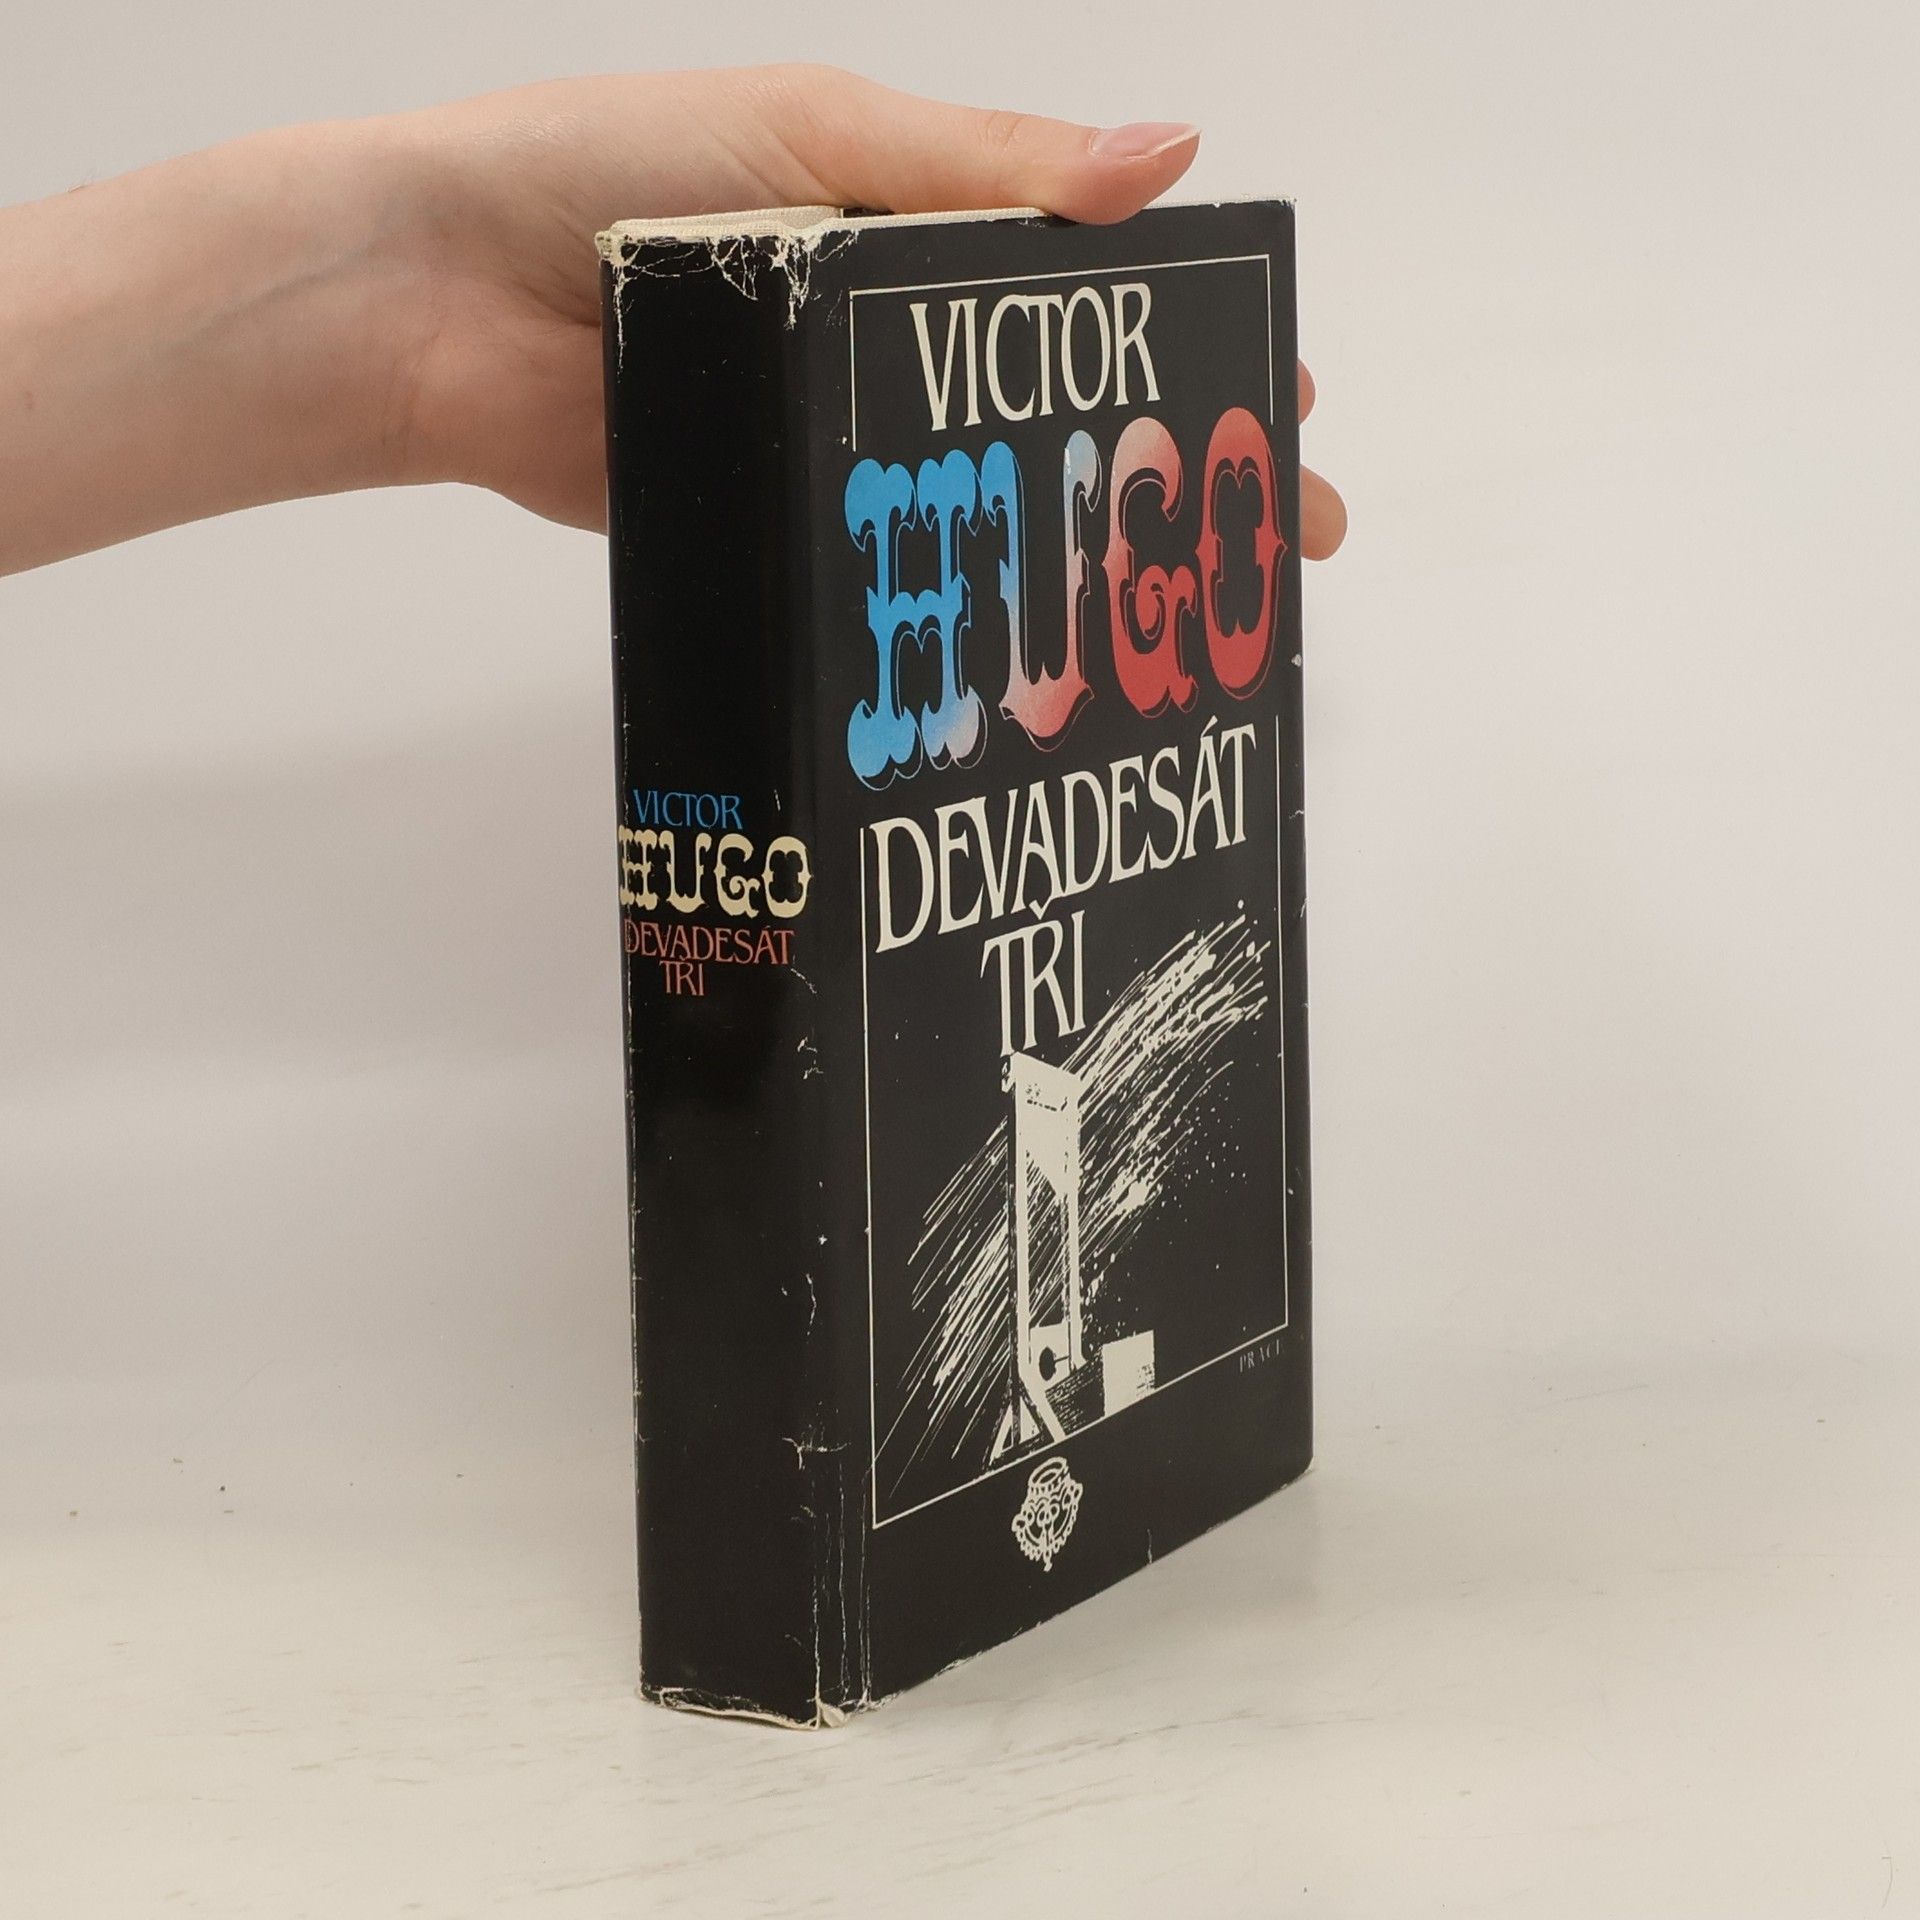 VICTOR
HUGO
DEVADESÁT
TŘI
PRÁCE
VICTOR
HUGO
DEVADESÁT
TŘI